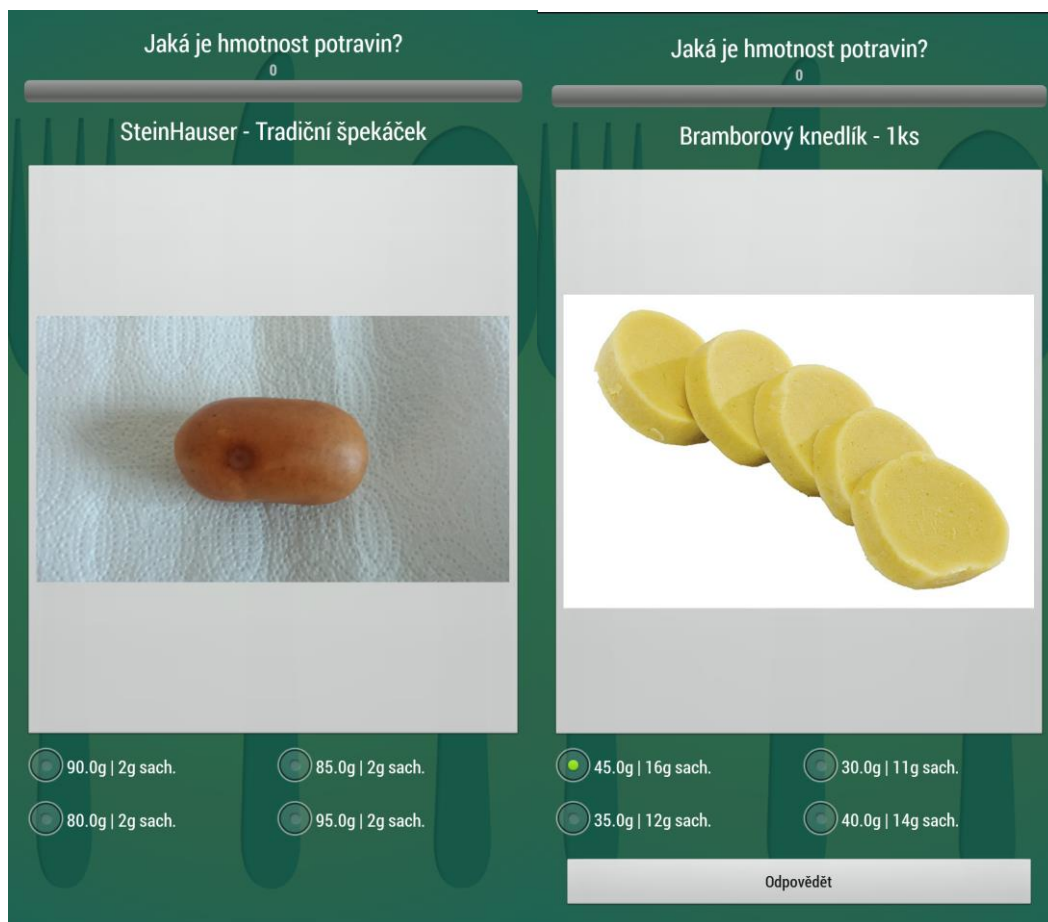 Jaká je hmotnost potravin?
0
SteinHauser - Tradiční špekáček
90.0g | 2g sach.
85.0g | 2g sach.
80.0g | 2g sach.
95.0g | 2g sach.
Jaká je hmotnost potravin?
0
Bramborový knedlík - 1ks
45.0g | 16g sach.
30.0g | 11g sach.
35.0g | 12g sach.
40.0g | 14g sach.
Odpovědět